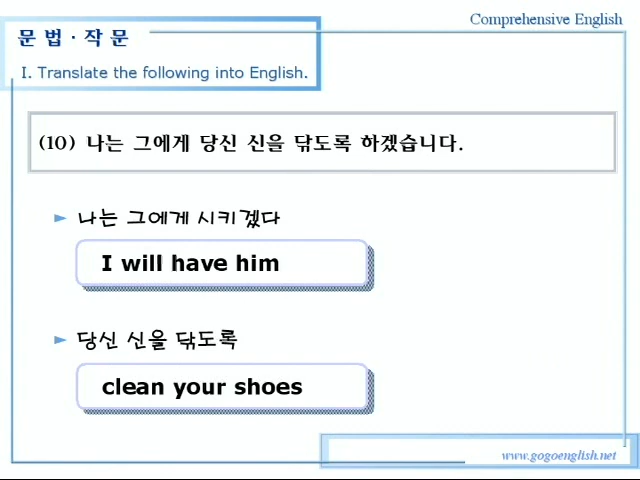 Comprehensive English
문 법 · 작 문
I. Translate the following into English.
(10) 나는 그에게 당신 신을 닦도록 하겠습니다.
► 나는 그에게 시키겠다
I will have him
► 당신 신을 닦도록
clean your shoes
www.gogoenglish.net